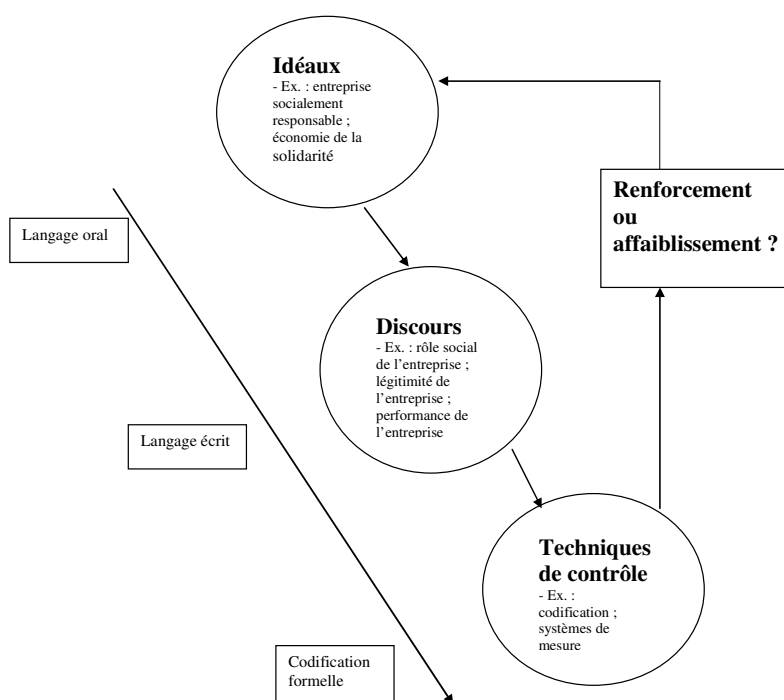 Idéaux
- Ex. : entreprise
socialement
responsable ;
économie de la
solidarité
Renforcement
ou
affaiblissement ?
Langage oral
Discours
- Ex. : rôle social
de l’entreprise ;
légitimité de
l’entreprise ;
performance de
l’entreprise
Langage écrit
Techniques
de contrôle
- Ex. :
codification ;
systèmes de
mesure
Codification
formelle